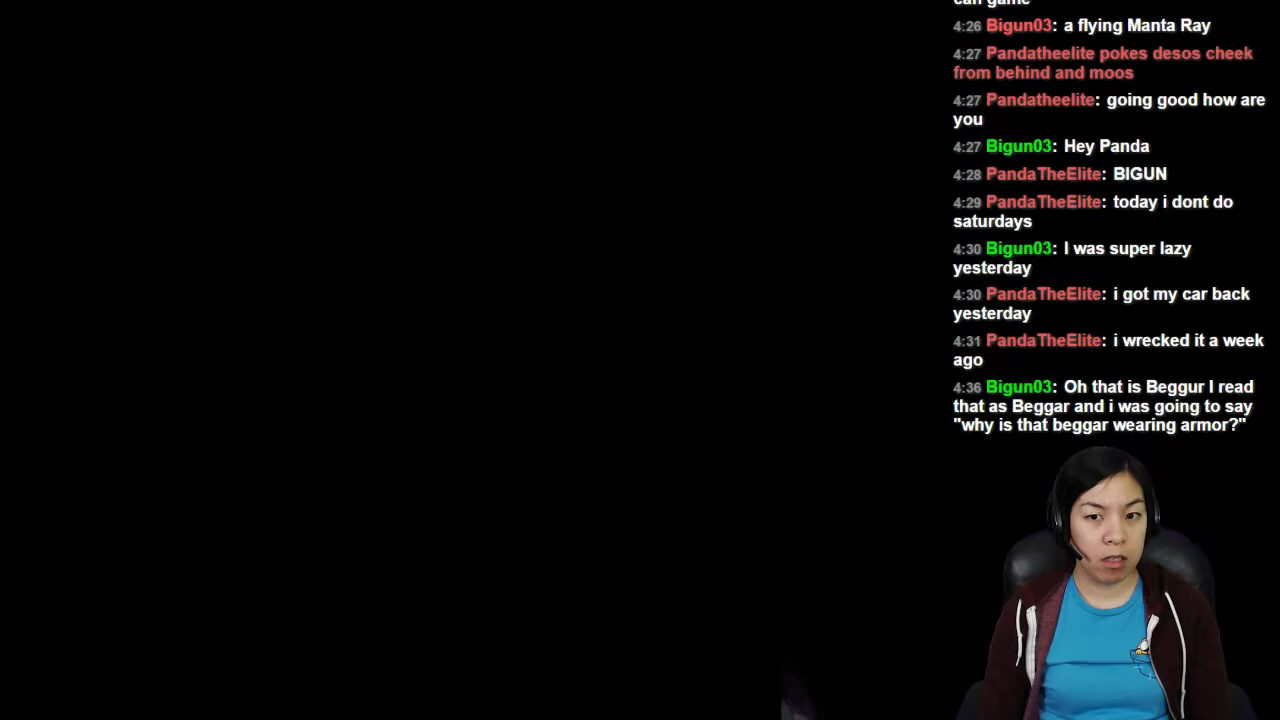 can game
4:26 Bigun03: a flying Manta Ray
4:27 Pandatheelite pokes desos cheek
from behind and moos
4:27 Pandatheelite: going good how are
you
4:27 Bigun03: Hey Panda
4:28 PandaTheElite: BIGUN
4:29 PandaTheElite: today i dont do
saturdays
4:30 Bigun03: I was super lazy
yesterday
4:30 PandaTheElite: i got my car back
yesterday
4:31 PandaTheElite: i wrecked it a week
ago
4:36 Bigun03: Oh that is Beggur I read
that as Beggar and i was going to say
"why is that beggar wearing armor?"